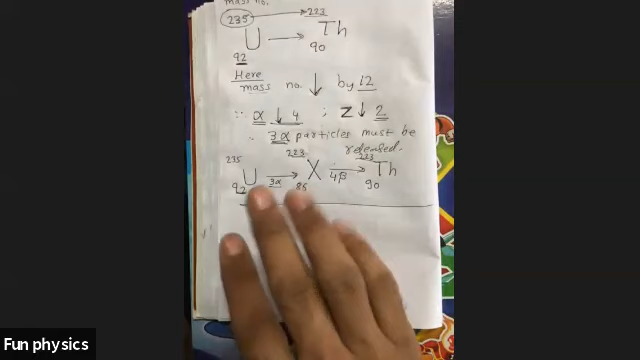 mass no.
235 → 223
U → Th
92 90
Here
mass no. ↓ by 12
∵ α ↓ 4 ; Z ↓ 2
∴ 3α particles must be
released.
235 223 223
U → X → Th
92 3α 86 4β 90
Fun physics